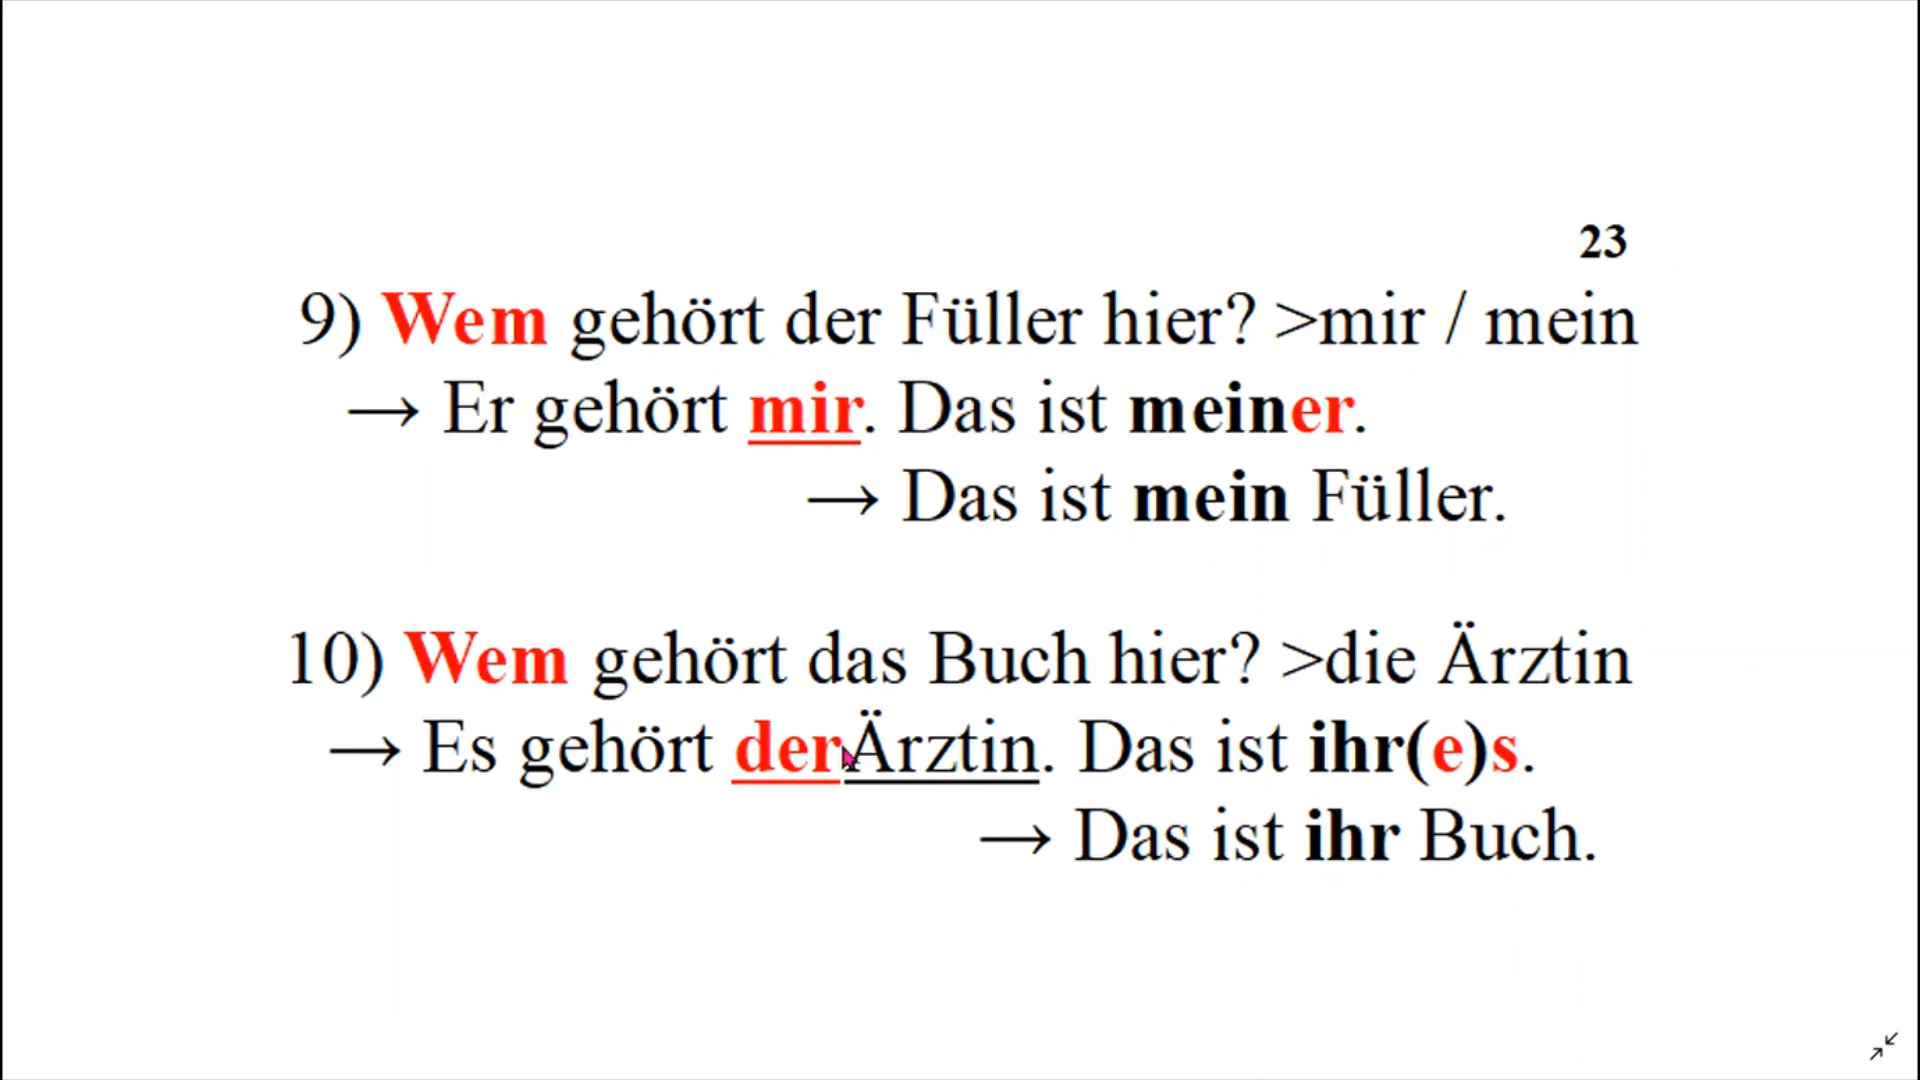 23
9) Wem gehört der Füller hier? >mir / mein
→ Er gehört mir. Das ist meiner.
→ Das ist mein Füller.
10) Wem gehört das Buch hier? >die Ärztin
→ Es gehört der Ärztin. Das ist ihr(e)s.
→ Das ist ihr Buch.